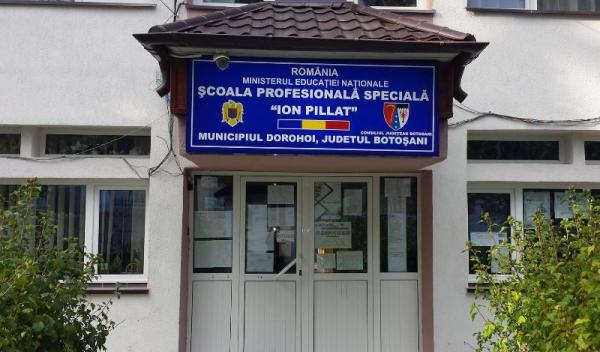 ROMÂNIA
MINISTERUL EDUCAȚIEI NAȚIONALE
ȘCOALA PROFESIONALĂ SPECIALĂ
"ION PILLAT"
CONSILIUL JUDEȚEAN BOTOȘANI
MUNICIPIUL DOROHOI, JUDEȚUL BOTOȘANI